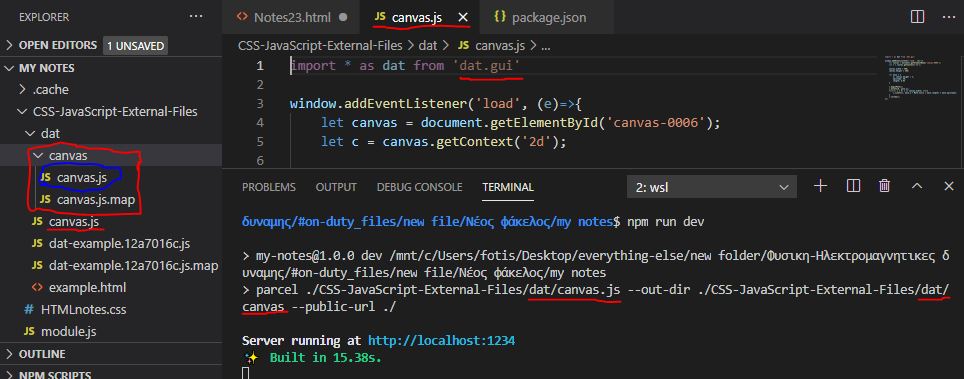 EXPLORER
OPEN EDITORS 1 UNSAVED
MY NOTES
.cache
CSS-JavaScript-External-Files
dat
canvas
JS canvas.js
JS canvas.js.map
JS canvas.js
JS dat-example.12a7016c.js
JS dat-example.12a7016c.js.map
<> example.html
# HTMLnotes.css
JS module.js
OUTLINE
NPM SCRIPTS
<> Notes23.html
JS canvas.js
{} package.json
CSS-JavaScript-External-Files > dat > JS canvas.js > ...
1 import * as dat from 'dat.gui'
2
3 window.addEventListener('load', (e)=>{
4 let canvas = document.getElementById('canvas-0006');
5 let c = canvas.getContext('2d');
6
PROBLEMS OUTPUT DEBUG CONSOLE TERMINAL 2: wsl
δυναμης/#on-duty_files/new file/Νέος φάκελος/my notes$ npm run dev
> my-notes@1.0.0 dev /mnt/c/Users/fotis/Desktop/everything-else/new folder/Φυσικη-Ηλεκτρομαγνητικες δ
υναμης/#on-duty_files/new file/Νέος φάκελος/my notes
> parcel ./CSS-JavaScript-External-Files/dat/canvas.js --out-dir ./CSS-JavaScript-External-Files/dat/
canvas --public-url ./
Server running at http://localhost:1234
✨ Built in 15.38s.